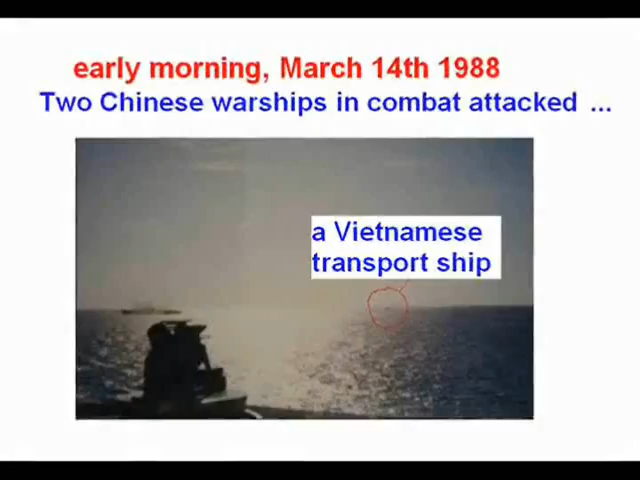 early morning, March 14th 1988
Two Chinese warships in combat attacked ...
a Vietnamese
transport ship